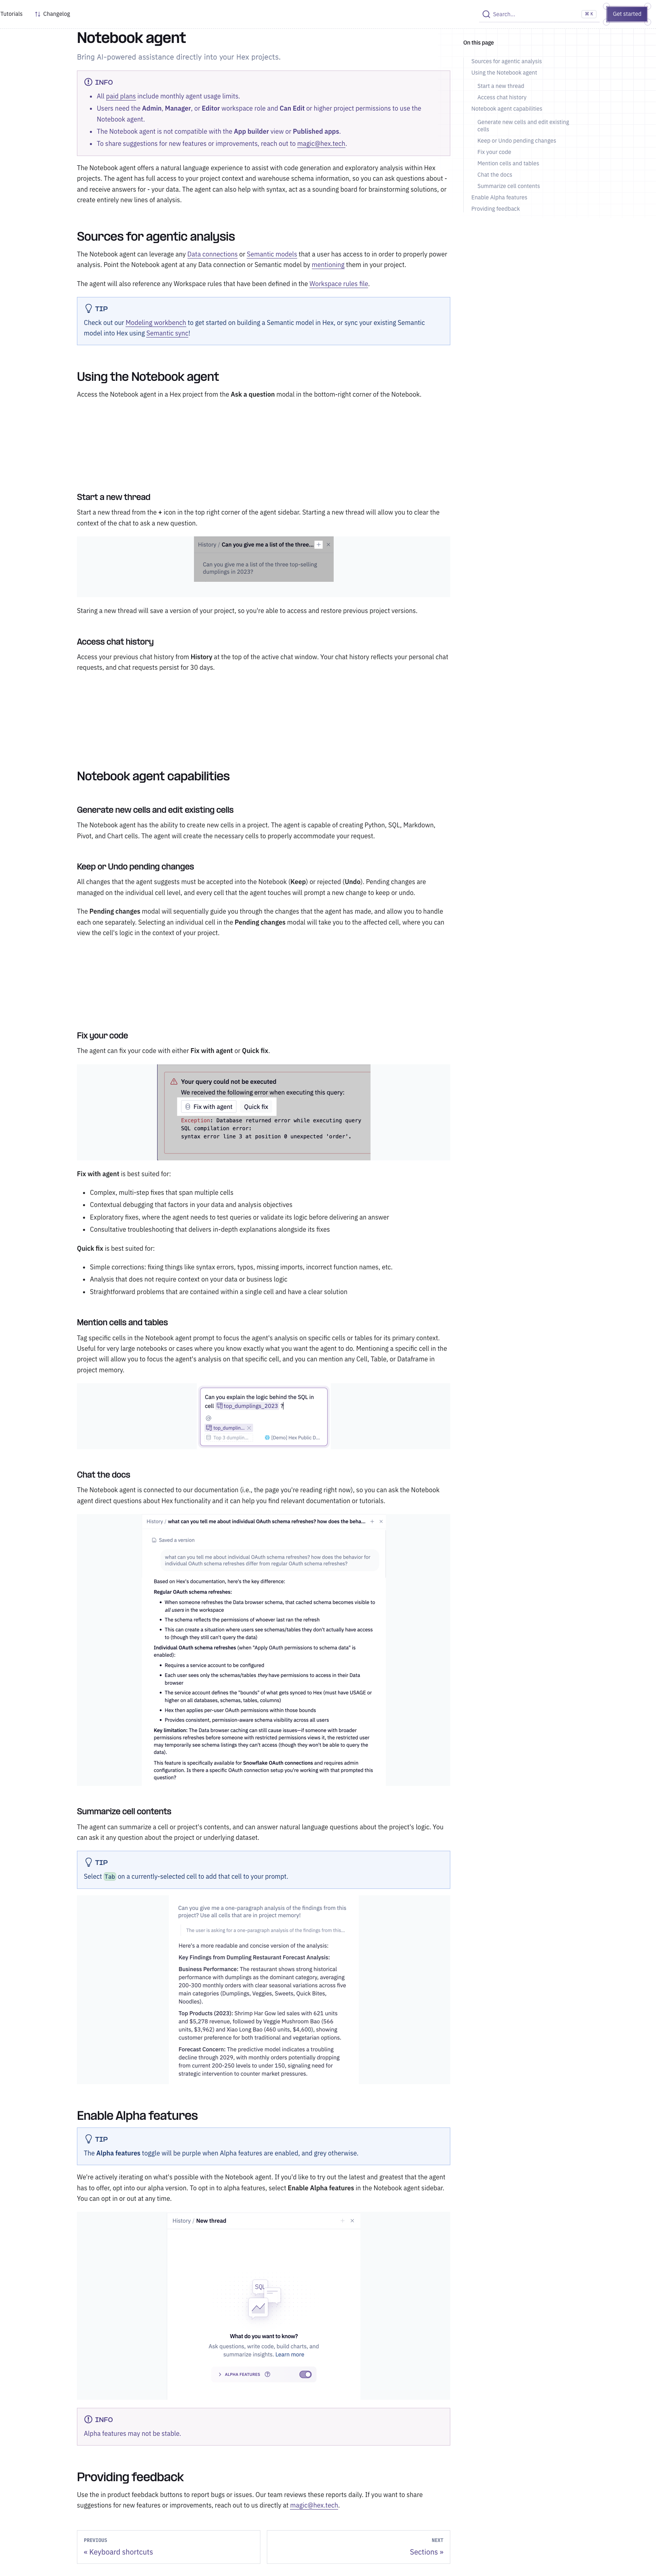 Tutorials
Changelog
Search...
⌘ K
Get started
Notebook agent
Bring AI-powered assistance directly into your Hex projects.
INFO
• All paid plans include monthly agent usage limits.
• Users need the Admin, Manager, or Editor workspace role and Can Edit or higher project permissions to use the
Notebook agent.
• The Notebook Agent is not compatible with the App builder view or Published apps.
• To share suggestions for new features or improvements, reach out to magic@hex.tech.
The Notebook agent offers a natural language experience to assist with code generation and exploratory analysis within Hex
projects. The agent has full access to your project context and warehouse schema information, so you can ask questions about -
and receive answers for - your data. The agent can also help with syntax, act as a sounding board for brainstorming solutions, or
create entirely new lines of analysis.
Sources for agentic analysis
The Notebook agent can leverage any Data connections or Semantic models that a user has access to in order to properly power
analysis. Point the Notebook agent at any Data connection or Semantic model by mentioning them in your project.
The agent will also reference any Workspace rules that have been defined in the Workspace rules file.
TIP
Check out our Modeling workbench to get started on building a Semantic model in Hex, or sync your existing Semantic
model into Hex using Semantic sync!
Using the Notebook agent
Access the Notebook agent in a Hex project from the Ask a question modal in the bottom-right corner of the Notebook.
Start a new thread
Start a new thread from the + icon in the top right corner of the agent sidebar. Starting a new thread will allow you to clear the
context of the chat to ask a new question.
History / Can you give me a list of the three... + ×
Can you give me a list of the three top-selling
dumplings in 2023?
Staring a new thread will save a version of your project, so you're able to access and restore previous project versions.
Access chat history
Access your previous chat history from History at the top of the active chat window. Your chat history reflects your personal chat
requests, and chat requests persist for 30 days.
Notebook agent capabilities
Generate new cells and edit existing cells
The Notebook agent has the ability to create new cells in a project. The agent is capable of creating Python, SQL, Markdown,
Pivot, and Chart cells. The agent will create the necessary cells to properly accommodate your request.
Keep or Undo pending changes
All changes that the agent suggests must be accepted into the Notebook (Keep) or rejected (Undo). Pending changes are
managed on the individual cell level, and every cell that the agent touches will prompt a new change to keep or undo.
The Pending changes modal will sequentially guide you through the changes that the agent has made, and allow you to handle
each one separately. Selecting an individual cell in the Pending changes modal will take you to the affected cell, where you can
view the cell's logic in the context of your project.
Fix your code
The agent can fix your code with either Fix with agent or Quick fix.
Your query could not be executed
We received the following error when executing this query:
Fix with agent Quick fix
Exception: Database returned error while executing query
SQL compilation error:
syntax error line 3 at position 0 unexpected 'order'.
Fix with agent is best suited for:
• Complex, multi-step fixes that span multiple cells
• Contextual debugging that factors in your data and analysis objectives
• Exploratory fixes, where the agent needs to test queries or validate its logic before delivering an answer
• Consultative troubleshooting that delivers in-depth explanations alongside its fixes
Quick fix is best suited for:
• Simple corrections: fixing things like syntax errors, typos, missing imports, incorrect function names, etc.
• Analysis that does not require context on your data or business logic
• Straightforward problems that are contained within a single cell and have a clear solution
Mention cells and tables
Tag specific cells in the Notebook agent prompt to focus the agent's analysis on specific cells or tables for its primary context.
Useful for very large notebooks or cases where you know exactly what you want the agent to do. Mentioning a specific cell in the
project will allow you to focus the agent's analysis on that specific cell, and you can mention any Cell, Table, or Dataframe in
project memory.
Can you explain the logic behind the SQL in
cell top_dumplings_2023 ?
@
top_dumplin... ×
Top 3 dumplin...
[Demo] Hex Public D...
Chat the docs
The Notebook agent is connected to our documentation (i.e., the page you're reading right now), so you can ask the Notebook
agent direct questions about Hex functionality and it can help you find relevant documentation or tutorials.
History / what can you tell me about individual OAuth schema refreshes? how does the beha... + ×
Saved a version
what can you tell me about individual OAuth schema refreshes? how does the behavior for
individual OAuth schema refreshes differ from regular OAuth schema refreshes?
Based on Hex's documentation, here's the key difference:
Regular OAuth schema refreshes:
• When someone refreshes the Data browser schema, that cached schema becomes visible to
all users in the workspace
• The schema reflects the permissions of whoever last ran the refresh
• This can create a situation where users see schemas/tables they don't actually have access
to (though they still can't query the data)
Individual OAuth schema refreshes (when "Apply OAuth permissions to schema data" is
enabled):
• Requires a service account to be configured
• Each user sees only the schemas/tables they have permissions to access in their Data
browser
• The service account defines the "bounds" of what gets synced to Hex (must have USAGE or
higher on all databases, schemas, tables, columns)
• Hex then applies per-user OAuth permissions within those bounds
• Provides consistent, permission-aware schema visibility across all users
Key limitation: The Data browser caching can still cause issues—if someone with broader
permissions refreshes before someone with restricted permissions views it, the restricted user
may temporarily see schema listings they can't access (though they won't be able to query the
data).
This feature is specifically available for Snowflake OAuth connections and requires admin
configuration. Is there a specific OAuth connection setup you're working with that prompted this
question?
Summarize cell contents
The agent can summarize a cell or project's contents, and can answer natural language questions about the project's logic. You
can ask it any question about the project or underlying dataset.
TIP
Select Tab on a currently-selected cell to add that cell to your prompt.
Can you give me a one-paragraph analysis of the findings from this
project? Use all cells that are in project memory!
The user is asking for a one-paragraph analysis of the findings from this...
Here's a more readable and concise version of the analysis:
Key Findings from Dumpling Restaurant Forecast Analysis:
Business Performance: The restaurant shows strong historical
performance with dumplings as the dominant category, averaging
200-300 monthly orders with clear seasonal variations across five
main categories (Dumplings, Veggies, Sweets, Quick Bites,
Noodles).
Top Products (2023): Shrimp Har Gow led sales with 621 units
and $5,278 revenue, followed by Veggie Mushroom Bao (566
units, $3,962) and Xiao Long Bao (460 units, $4,600), showing
customer preference for both traditional and vegetarian options.
Forecast Concern: The predictive model indicates a troubling
decline through 2029, with monthly orders potentially dropping
from current 200-250 levels to under 150, signaling need for
strategic intervention to counter market pressures.
Enable Alpha features
TIP
The Alpha features toggle will be purple when Alpha features are enabled, and grey otherwise.
We're actively iterating on what's possible with the Notebook agent. If you'd like to try out the latest and greatest that the agent
has to offer, opt into our alpha version. To opt in to alpha features, select Enable Alpha features in the Notebook agent sidebar.
You can opt in or out at any time.
History / New thread + ×
SQL
What do you want to know?
Ask questions, write code, build charts, and
summarize insights. Learn more
ALPHA FEATURES
INFO
Alpha features may not be stable.
Providing feedback
Use the in product feebdack buttons to report bugs or issues. Our team reviews these reports daily. If you want to share
suggestions for new features or improvements, reach out to us directly at magic@hex.tech.
PREVIOUS
« Keyboard shortcuts
NEXT
Sections »
On this page
Sources for agentic analysis
Using the Notebook agent
Start a new thread
Access chat history
Notebook agent capabilities
Generate new cells and edit existing
cells
Keep or Undo pending changes
Fix your code
Mention cells and tables
Chat the docs
Summarize cell contents
Enable Alpha features
Providing feedback